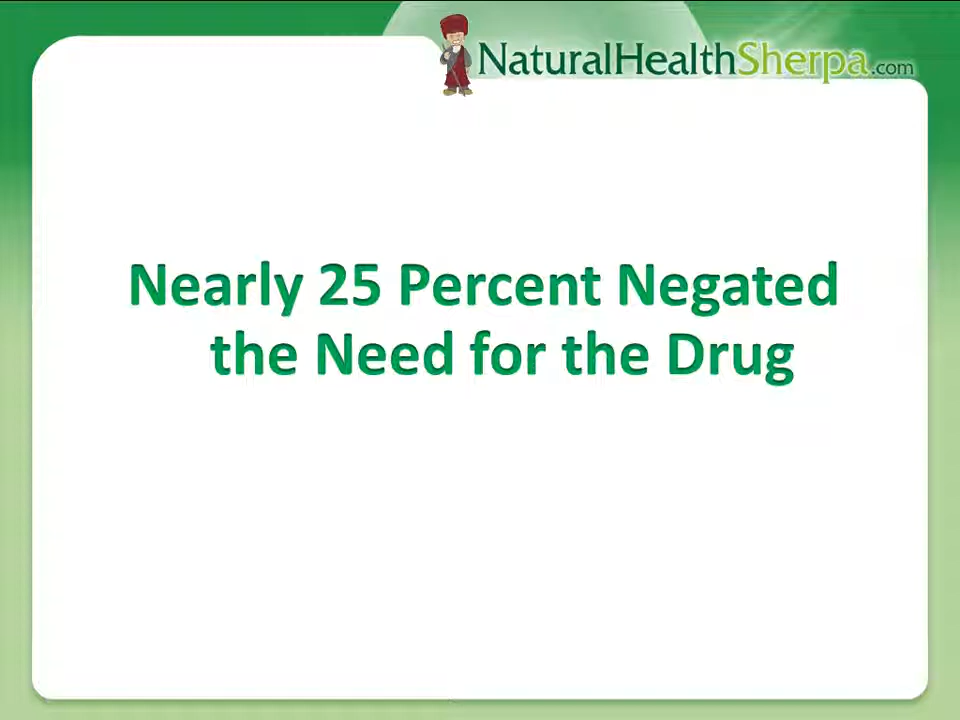 NaturalHealthSherpa.com
Nearly 25 Percent Negated
the Need for the Drug